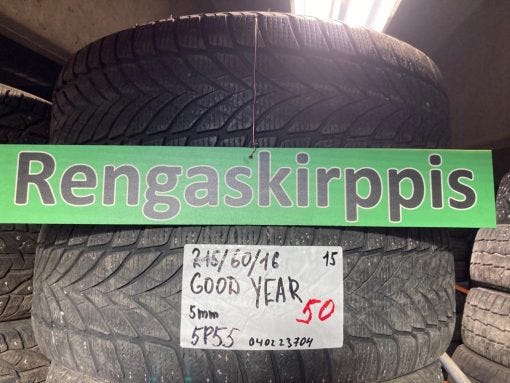 Rengaskirppis
215/60/16 15
GOOD YEAR
5mm 50
5P55 040223704